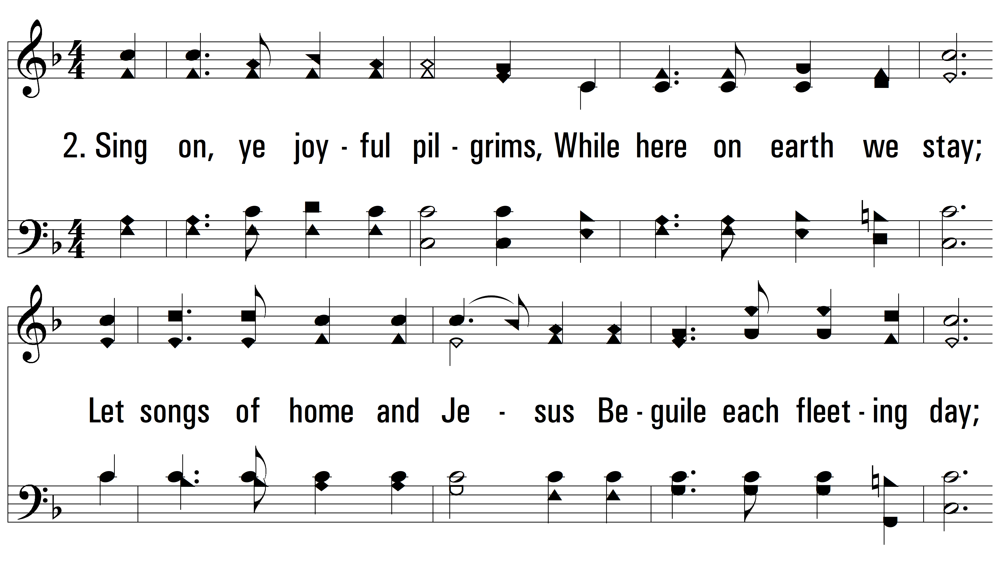 2. Sing on, ye joy - ful pil - grims, While here on earth we stay;
Let songs of home and Je - sus Be - guile each fleet - ing day;